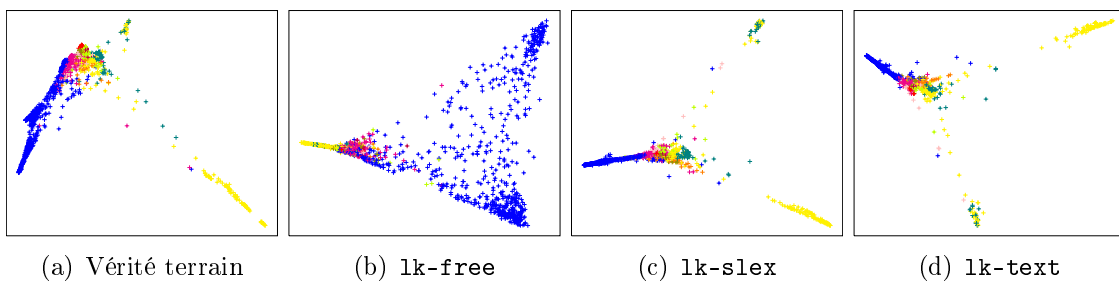 (a) Vérité terrain
(b) lk-free
(c) lk-slex
(d) lk-text